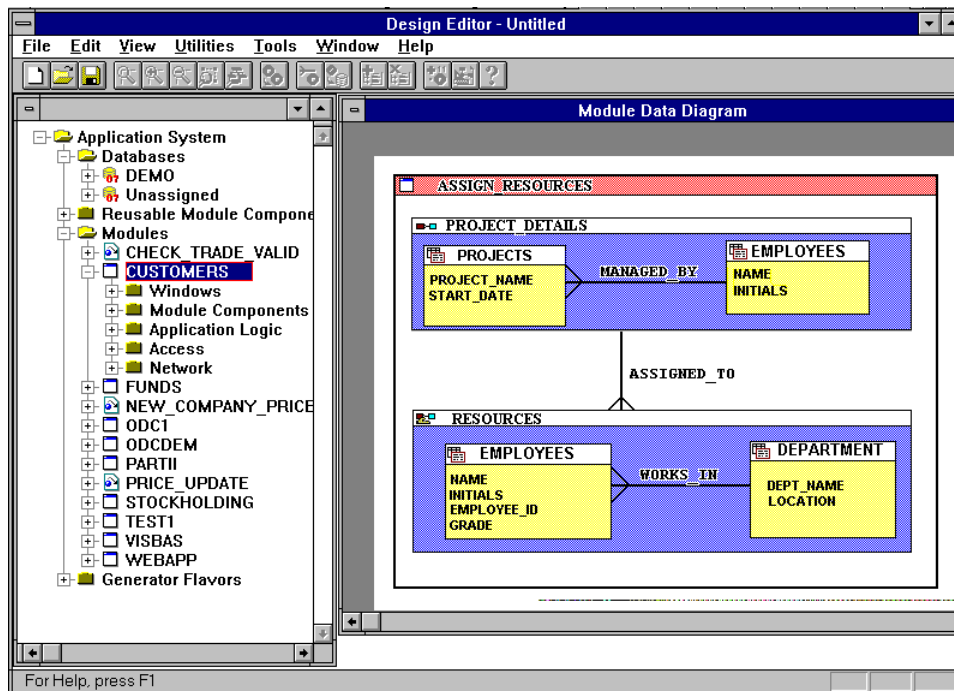 Design Editor - Untitled
File Edit View Utilities Tools Window Help
Application System
Databases
DEMO
Unassigned
Reusable Module Compone
Modules
CHECK_TRADE_VALID
CUSTOMERS
Windows
Module Components
Application Logic
Access
Network
FUNDS
NEW_COMPANY_PRICE
ODC1
ODCDEM
PARTII
PRICE_UPDATE
STOCKHOLDING
TEST1
VISBAS
WEBAPP
Generator Flavors
Module Data Diagram
ASSIGN_RESOURCES
PROJECT_DETAILS
PROJECTS
PROJECT_NAME
START_DATE
MANAGED_BY
EMPLOYEES
NAME
INITIALS
ASSIGNED_TO
RESOURCES
EMPLOYEES
NAME
INITIALS
EMPLOYEE_ID
GRADE
WORKS_IN
DEPARTMENT
DEPT_NAME
LOCATION
For Help, press F1